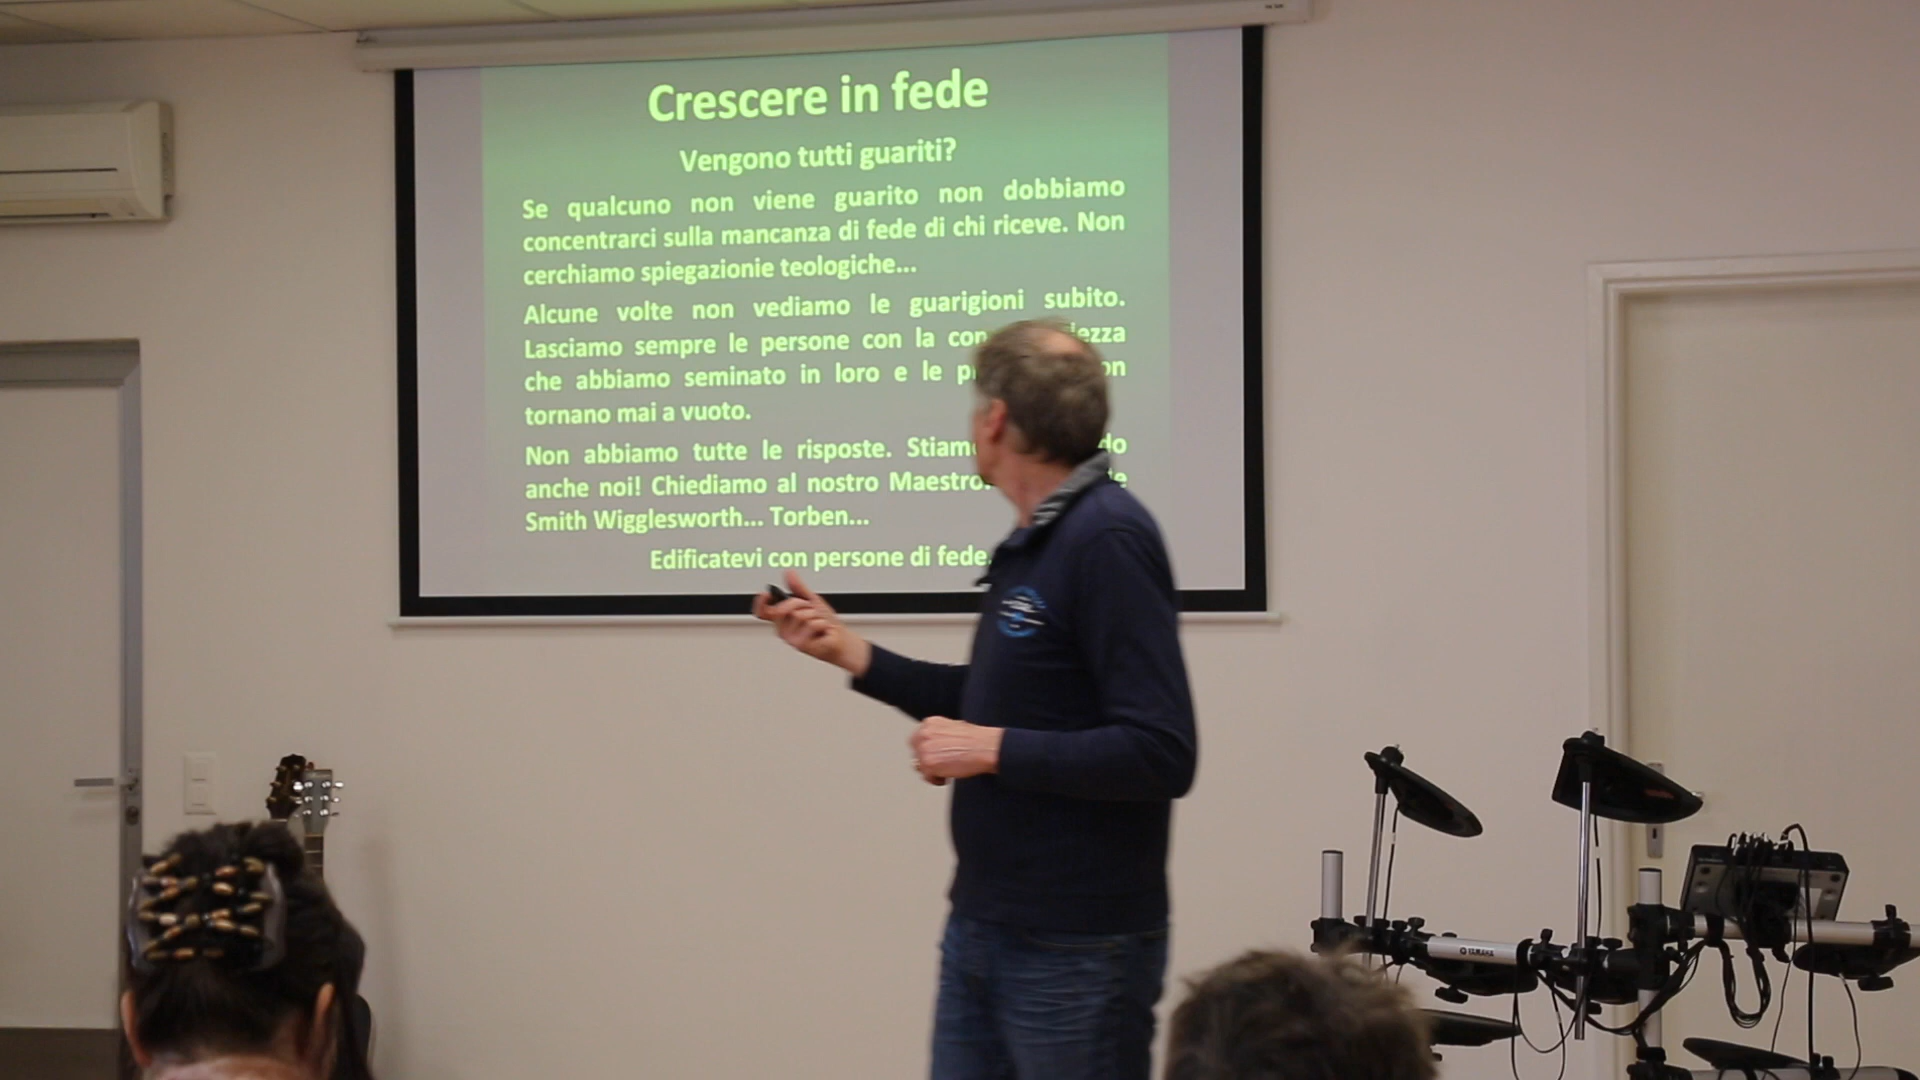 Crescere in fede
Vengono tutti guariti?
Se qualcuno non viene guarito non dobbiamo
concentrarci sulla mancanza di fede di chi riceve. Non
cerchiamo spiegazionie teologiche...
Alcune volte non vediamo le guarigioni subito.
Lasciamo sempre le persone con la
che abbiamo seminato in loro e le
tornano mai a vuoto.
Non abbiamo tutte le risposte.
anche noi! Chiediamo al nostro Maestro.
Smith Wigglesworth... Torben...
Edificatevi con persone di fede.
YAMAHA